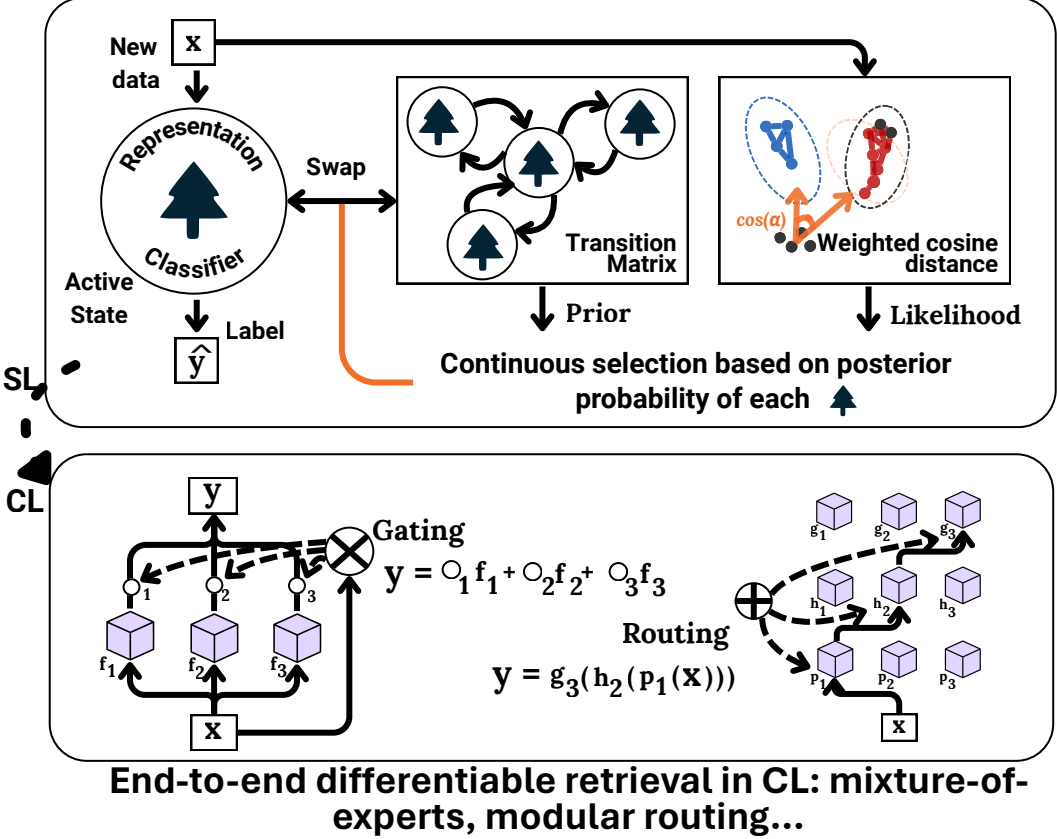 New
data
x
Representation
Classifier
Active
State
Label
ŷ
Swap
Transition
Matrix
cos(α)
Weighted cosine
distance
Prior
Likelihood
Continuous selection based on posterior
probability of each
SL
CL
y
Gating
y = ○₁f₁+ ○₂f₂+ ○₃f₃
1
2
3
f₁
f₂
f₃
x
Routing
y = g₃(h₂(p₁(x)))
g₁
g₂
g₃
h₁
h₂
h₃
p₁
p₂
p₃
x
End-to-end differentiable retrieval in CL: mixture-of-
experts, modular routing...